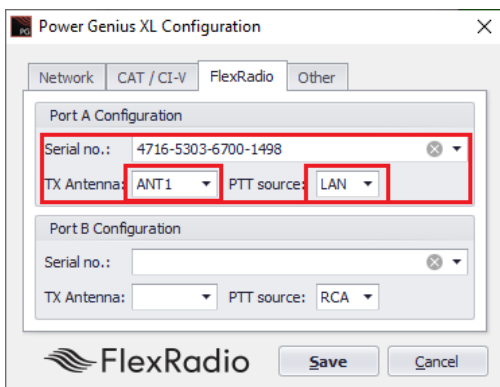 PG
Power Genius XL Configuration
Network CAT / CI-V FlexRadio Other
Port A Configuration
Serial no.: 4716-5303-6700-1498
TX Antenna: ANT1 PTT source: LAN
Port B Configuration
Serial no.:
TX Antenna: PTT source: RCA
FlexRadio Save Cancel